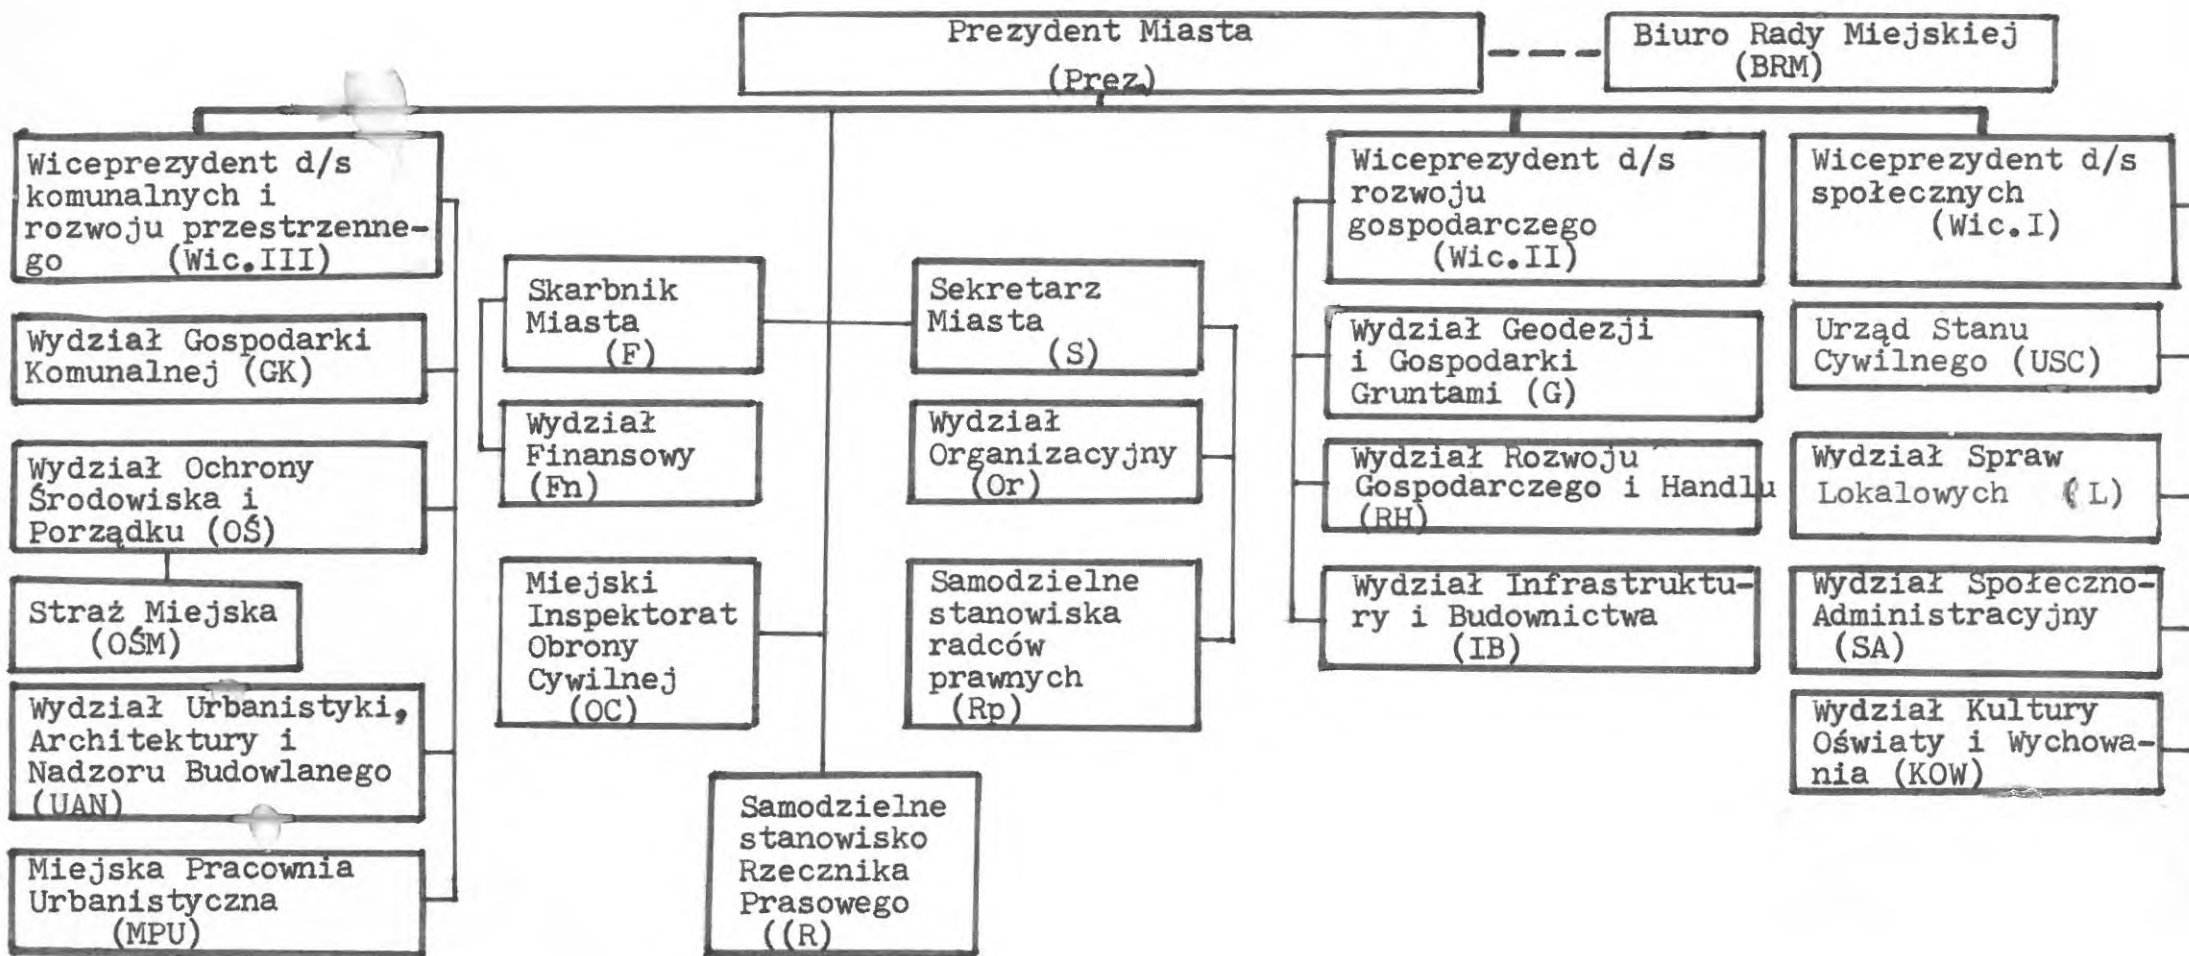 Prezydent Miasta
(Prez.)
Biuro Rady Miejskiej
(BRM)
Wiceprezydent d/s
komunalnych i
rozwoju przestrzenne-
go (Wic.III)
Wydział Gospodarki
Komunalnej (GK)
Wydział Ochrony
Środowiska i
Porządku (OŚ)
Straż Miejska
(OŚM)
Wydział Urbanistyki,
Architektury i
Nadzoru Budowlanego
(UAN)
Miejska Pracownia
Urbanistyczna
(MPU)
Skarbnik
Miasta
(F)
Wydział
Finansowy
(Fn)
Miejski
Inspektorat
Obrony
Cywilnej
(OC)
Samodzielne
stanowisko
Rzecznika
Prasowego
((R)
Sekretarz
Miasta
(S)
Wydział
Organizacyjny
(Or)
Samodzielne
stanowiska
radców
prawnych
(Rp)
Wiceprezydent d/s
rozwoju
gospodarczego
(Wic.II)
Wydział Geodezji
i Gospodarki
Gruntami (G)
Wydział Rozwoju
Gospodarczego i Handlu
(RH)
Wydział Infrastruktu-
ry i Budownictwa
(IB)
Wiceprezydent d/s
społecznych
(Wic.I)
Urząd Stanu
Cywilnego (USC)
Wydział Spraw
Lokalowych (L)
Wydział Społeczno-
Administracyjny
(SA)
Wydział Kultury
Oświaty i Wychowa-
nia (KOW)